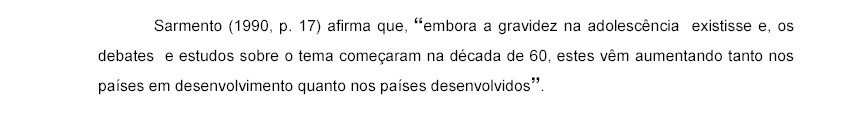 Sarmento (1990, p. 17) afirma que, “embora a gravidez na adolescência existisse e, os
debates e estudos sobre o tema começaram na década de 60, estes vêm aumentando tanto nos
países em desenvolvimento quanto nos países desenvolvidos”.